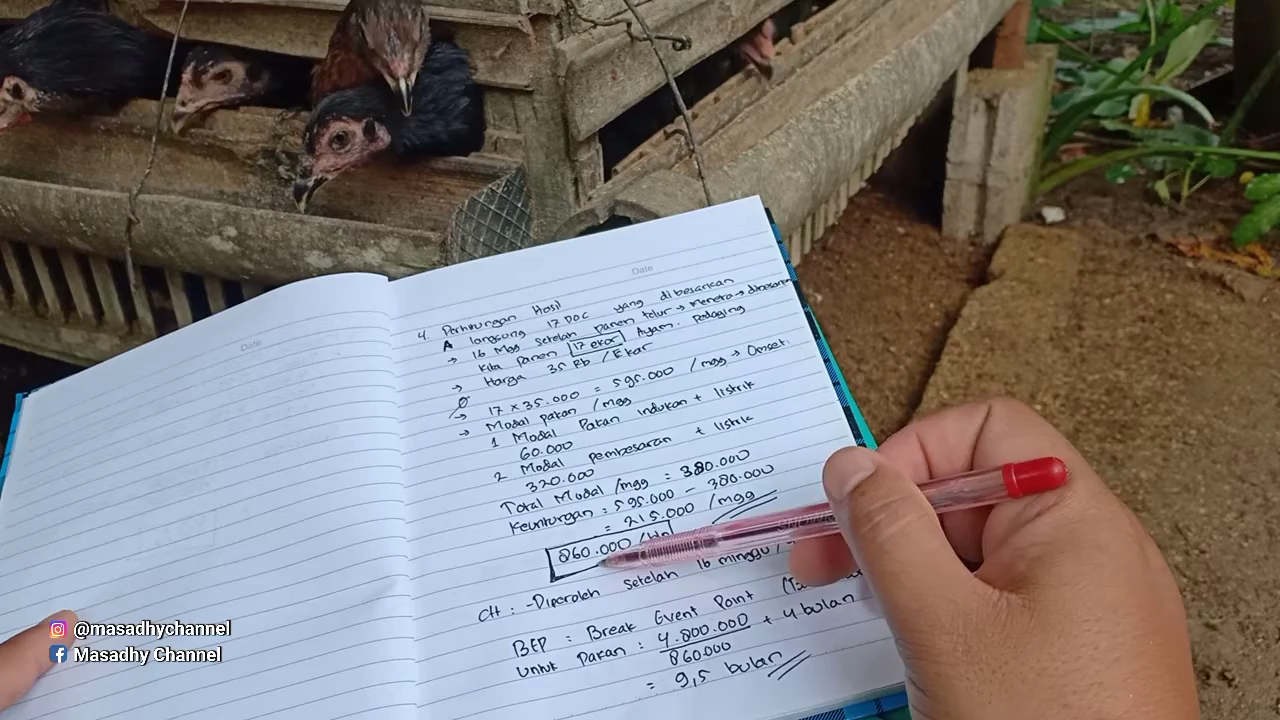 Date
Date
4. Perhitungan Hasil
A langsung 17 DOC yang dibesarkan
→ 16 Mgg setelah panen telur → menetas → dibesarkan
Kita panen 17 ekor Ayam Pedaging
→ Harga 35 Rb / Ekor
→ 17 x 35.000 = 595.000 / mgg → Omset.
→ Modal pakan / mgg
1 Modal Pakan Indukan + listrik
60.000
2 Modal pembesaran + listrik
320.000
Total Modal / mgg = 380.000
Keuntungan = 595.000 - 380.000
= 215.000 / mgg
860.000
Ctt : - Diperoleh setelah 16 minggu /
BEP : Break Event Point
Untuk Pakan : 4.800.000 + 4 bulan
860.000
= 9,5 bulan
@masadhychannel
Masadhy Channel